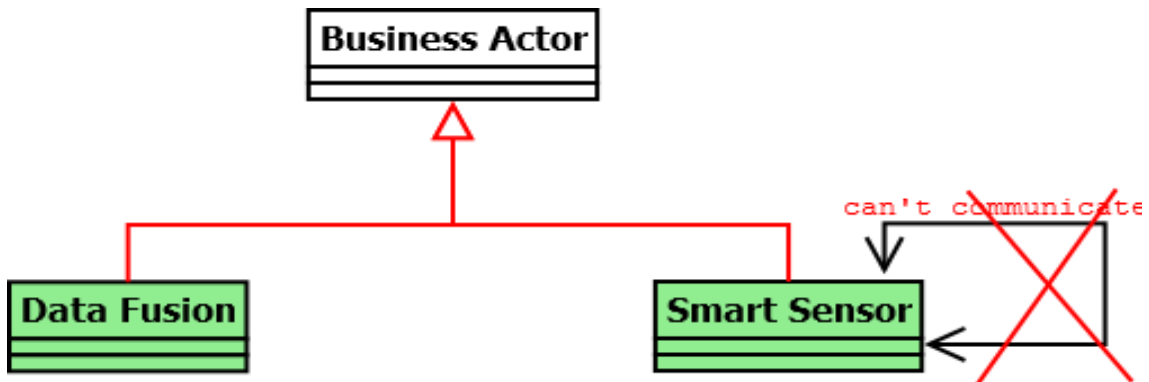 Business Actor
can't communicate
Data Fusion
Smart Sensor